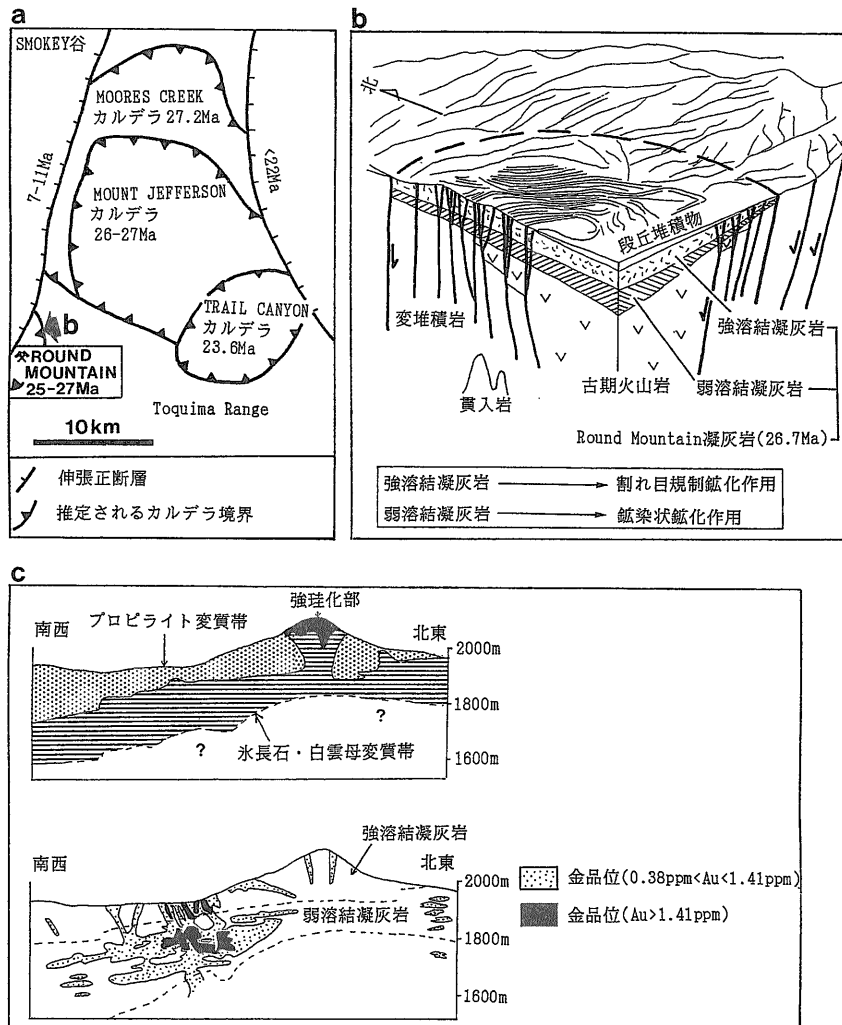 a
SMOKEY谷
MOORES CREEK
カルデラ 27.2Ma
7-11Ma
<22Ma
MOUNT JEFFERSON
カルデラ
26-27Ma
TRAIL CANYON
カルデラ
23.6Ma
b
ROUND
MOUNTAIN
25-27Ma
Toquima Range
10km
伸張正断層
推定されるカルデラ境界
b
北
段丘堆積物
変堆積岩
強溶結凝灰岩
貫入岩
古期火山岩
弱溶結凝灰岩
Round Mountain凝灰岩(26.7Ma)
強溶結凝灰岩 割れ目規制鉱化作用
弱溶結凝灰岩 鉱染状鉱化作用
c
強珪化部
南西
プロピライト変質帯
北東
2000m
1800m
1600m
?
?
氷長石・白雲母変質帯
強溶結凝灰岩
南西
北東
2000m
弱溶結凝灰岩
1800m
1600m
金品位(0.38ppm<Au<1.41ppm)
金品位(Au>1.41ppm)